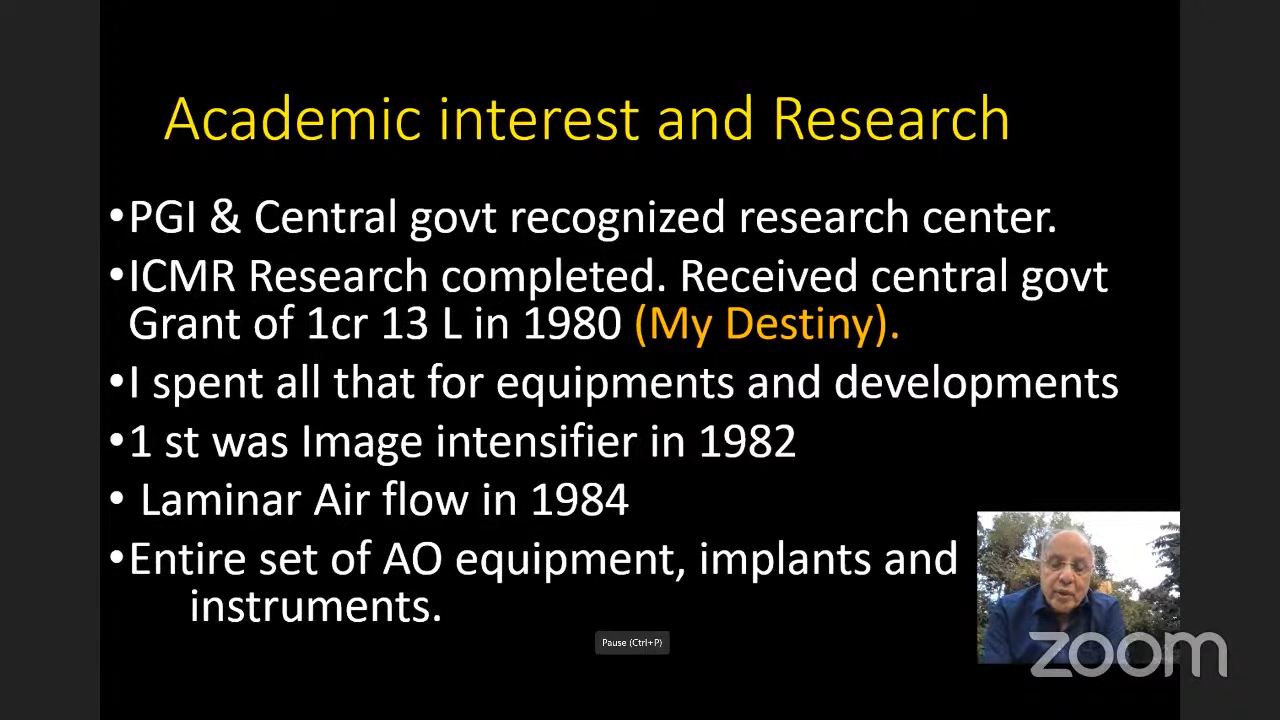 Academic interest and Research
•PGI & Central govt recognized research center.
•ICMR Research completed. Received central govt
Grant of 1cr 13 L in 1980 (My Destiny).
•I spent all that for equipments and developments
•1 st was Image intensifier in 1982
• Laminar Air flow in 1984
•Entire set of AO equipment, implants and
instruments.
Pause (Ctrl+P)
zoom